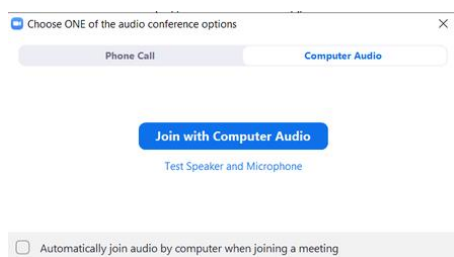 Choose ONE of the audio conference options
Phone Call
Computer Audio
Join with Computer Audio
Test Speaker and Microphone
Automatically join audio by computer when joining a meeting